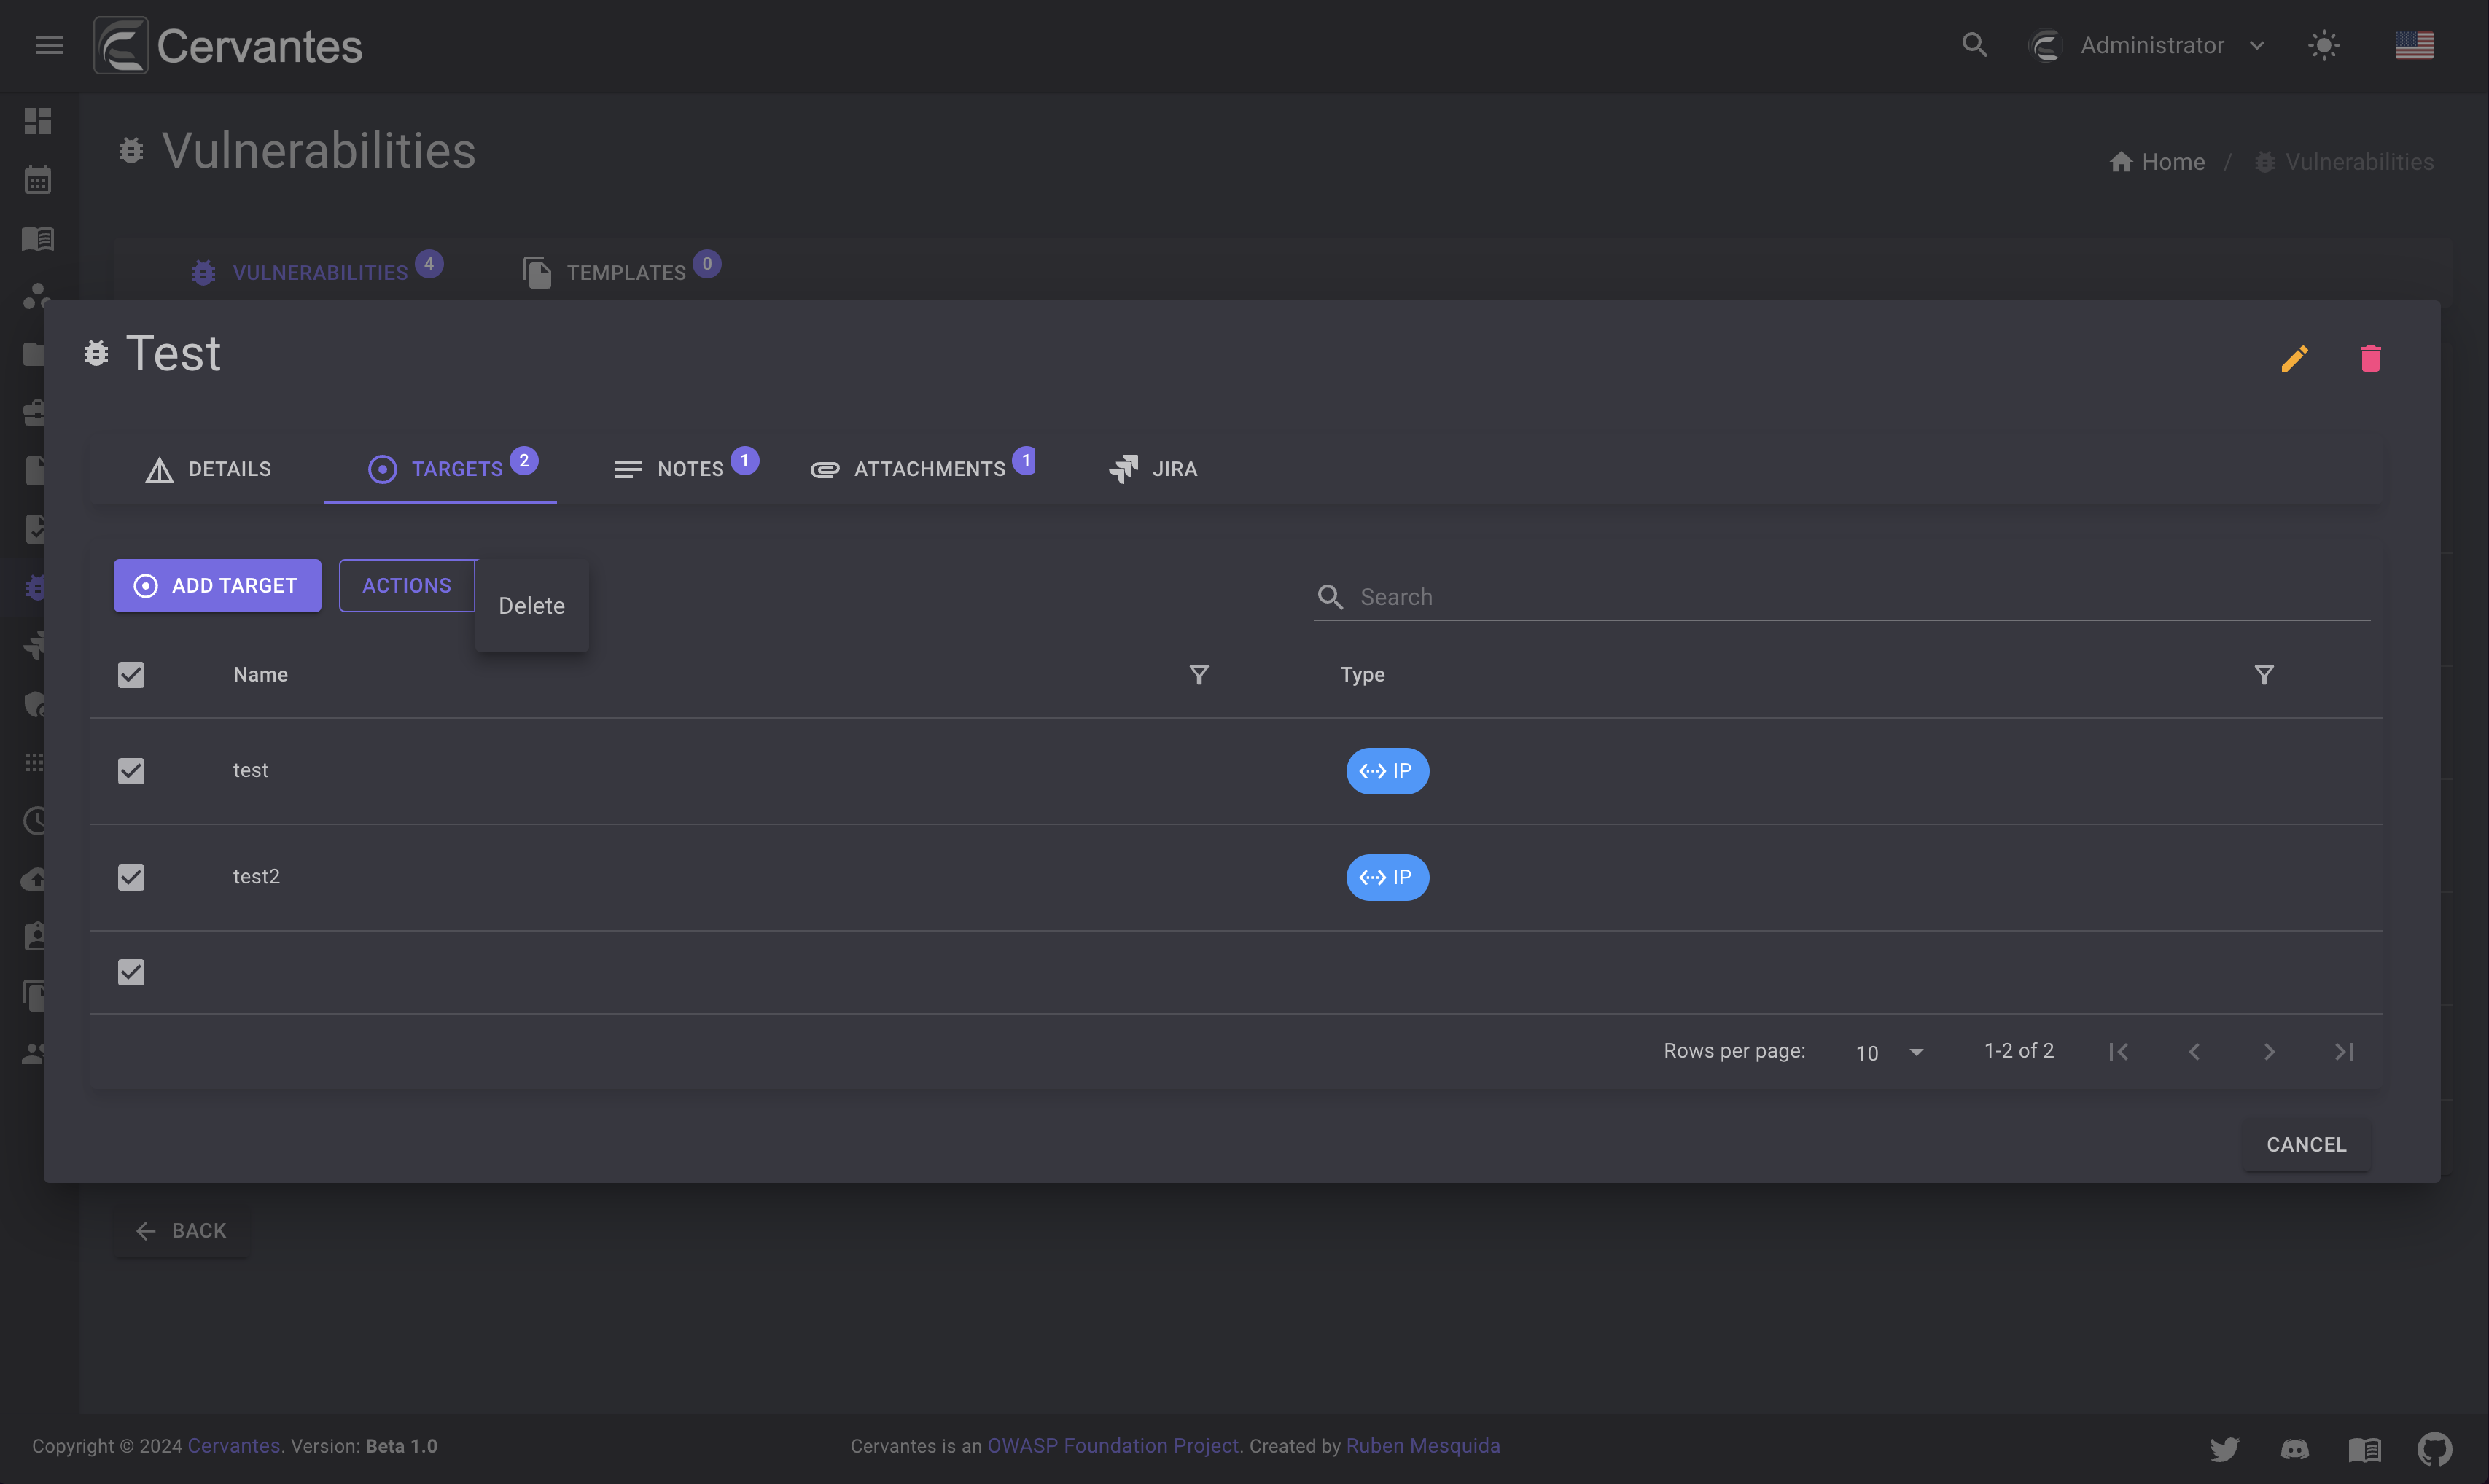 Cervantes
Administrator
Vulnerabilities
Home / Vulnerabilities
VULNERABILITIES 4
TEMPLATES 0
Test
DETAILS
TARGETS 2
NOTES 1
ATTACHMENTS 1
JIRA
ADD TARGET
ACTIONS
Delete
Search
Name
Type
test
IP
test2
IP
Rows per page: 10 1-2 of 2
CANCEL
BACK
Copyright © 2024 Cervantes. Version: Beta 1.0
Cervantes is an OWASP Foundation Project. Created by Ruben Mesquida